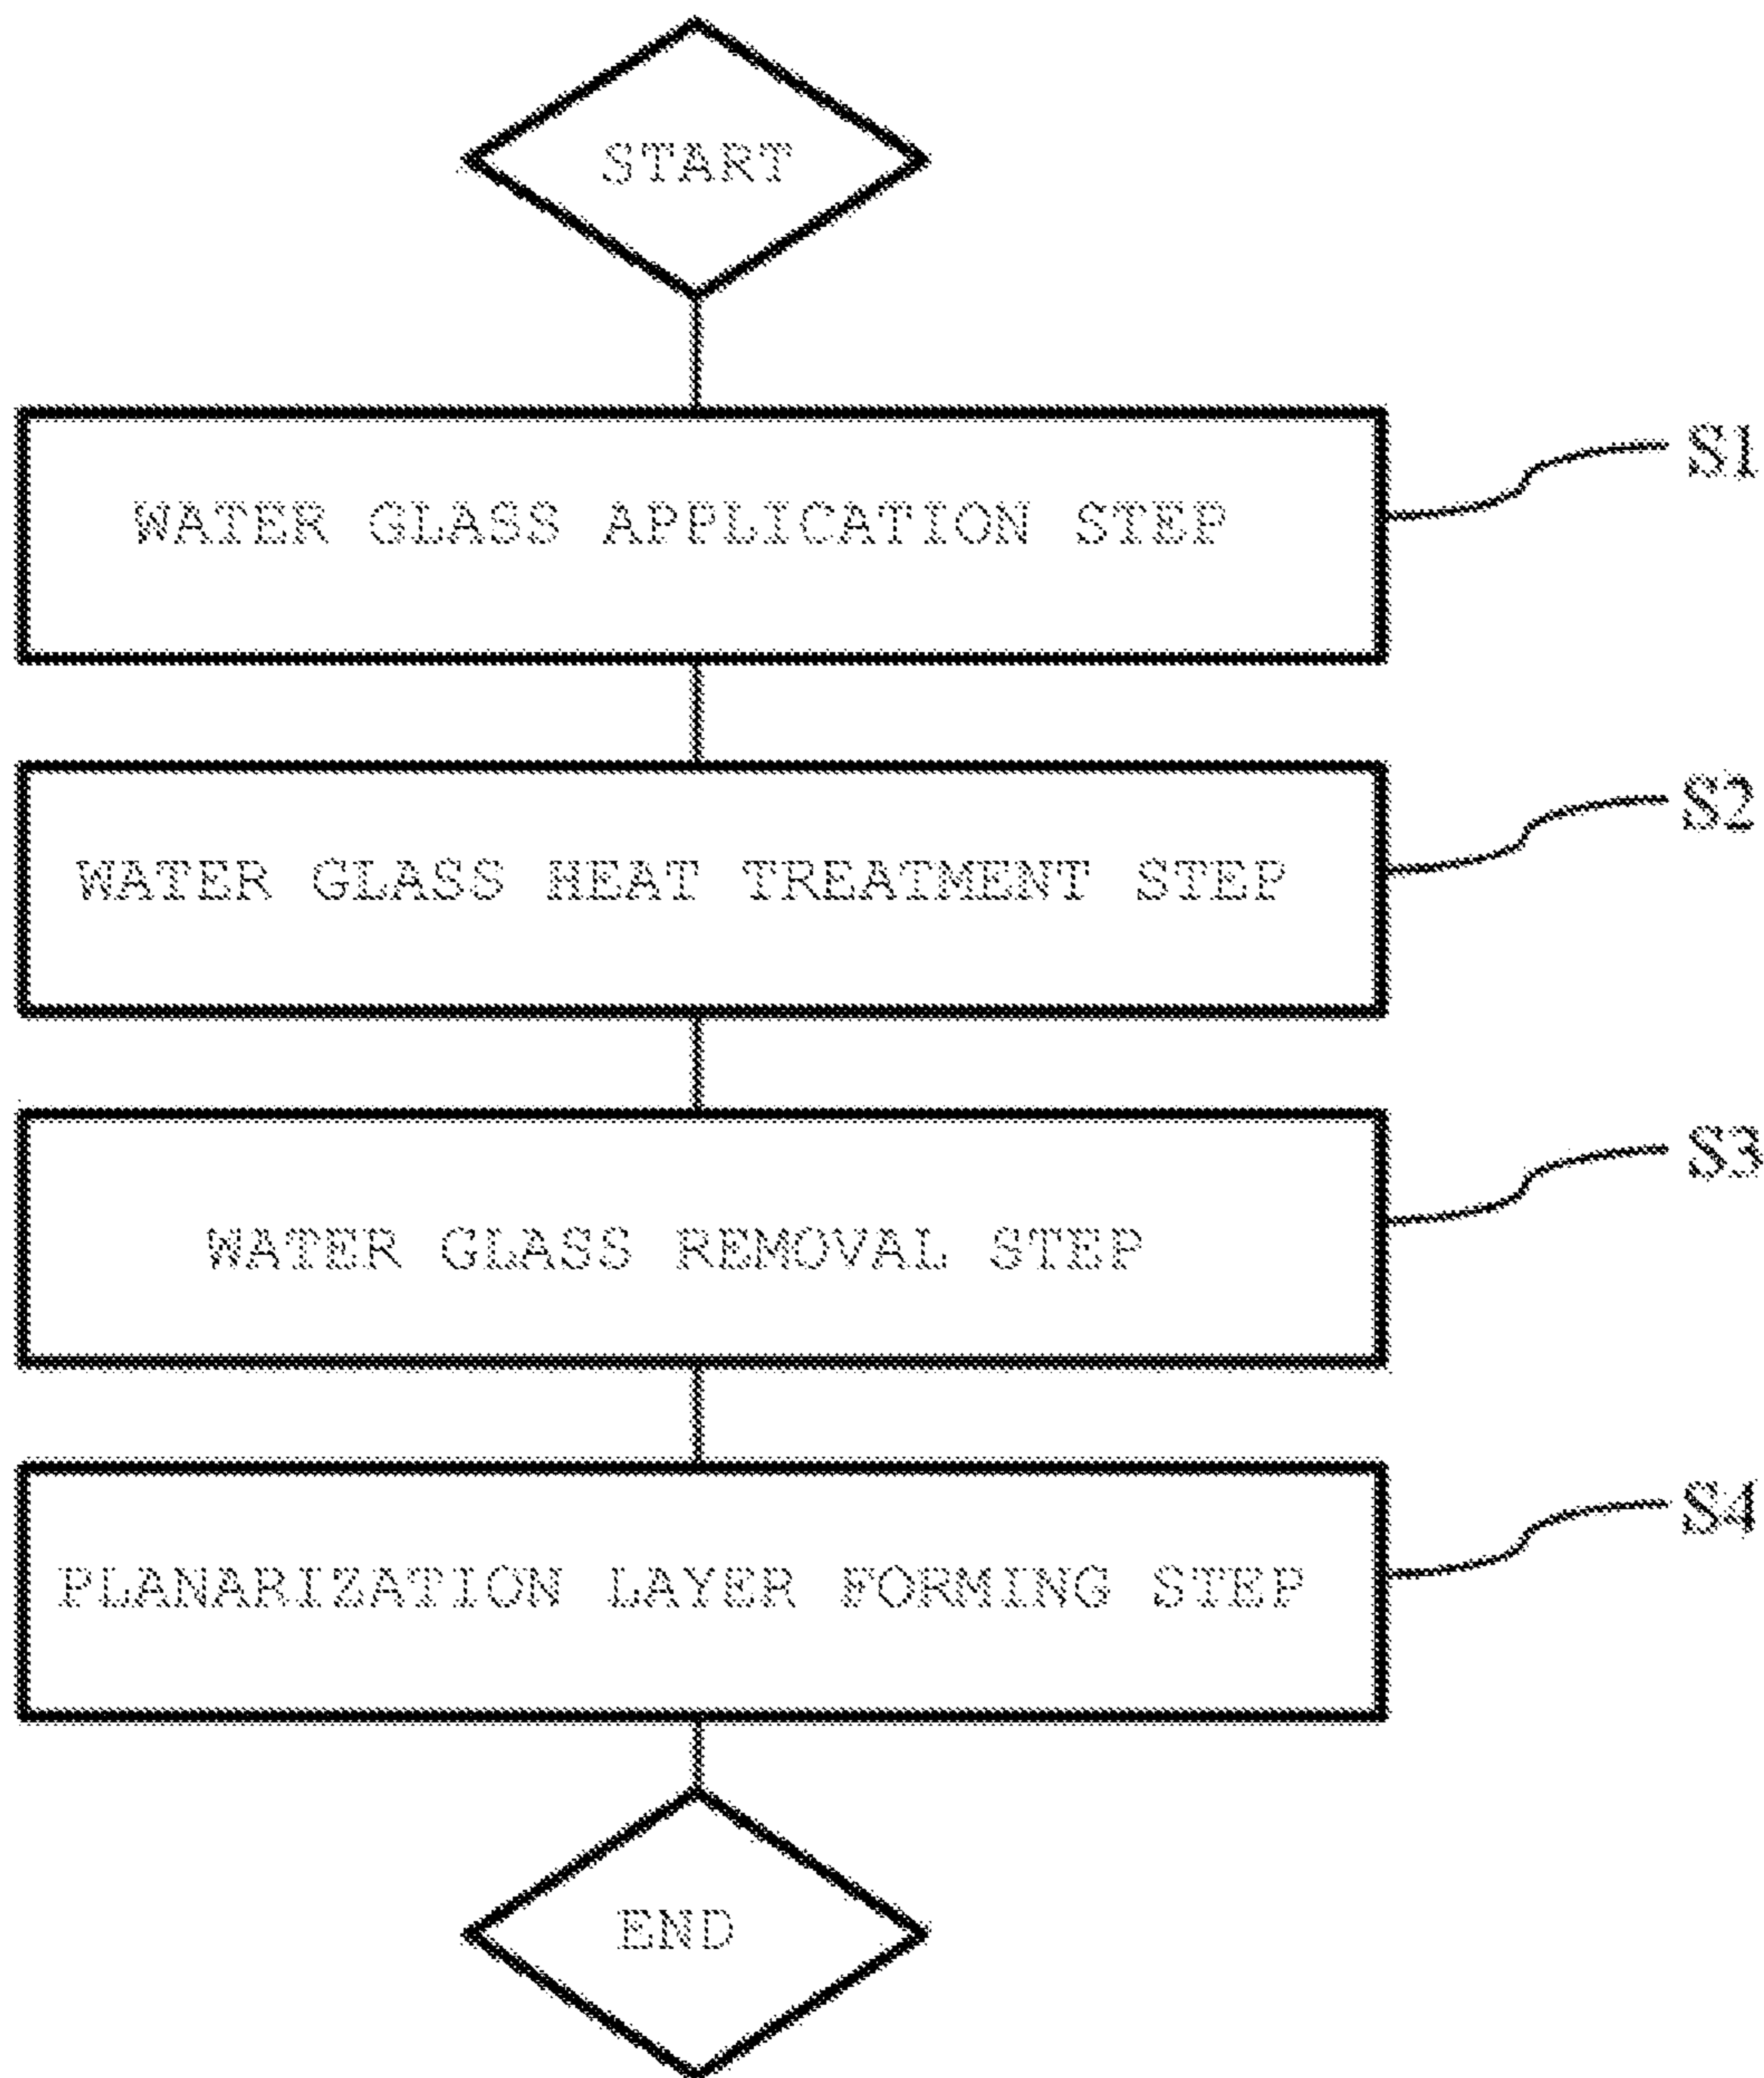 START
WATER GLASS APPLICATION STEP
S1
WATER GLASS HEAT TREATMENT STEP
S2
WATER GLASS REMOVAL STEP
S3
PLANARIZATION LAYER FORMING STEP
S4
END